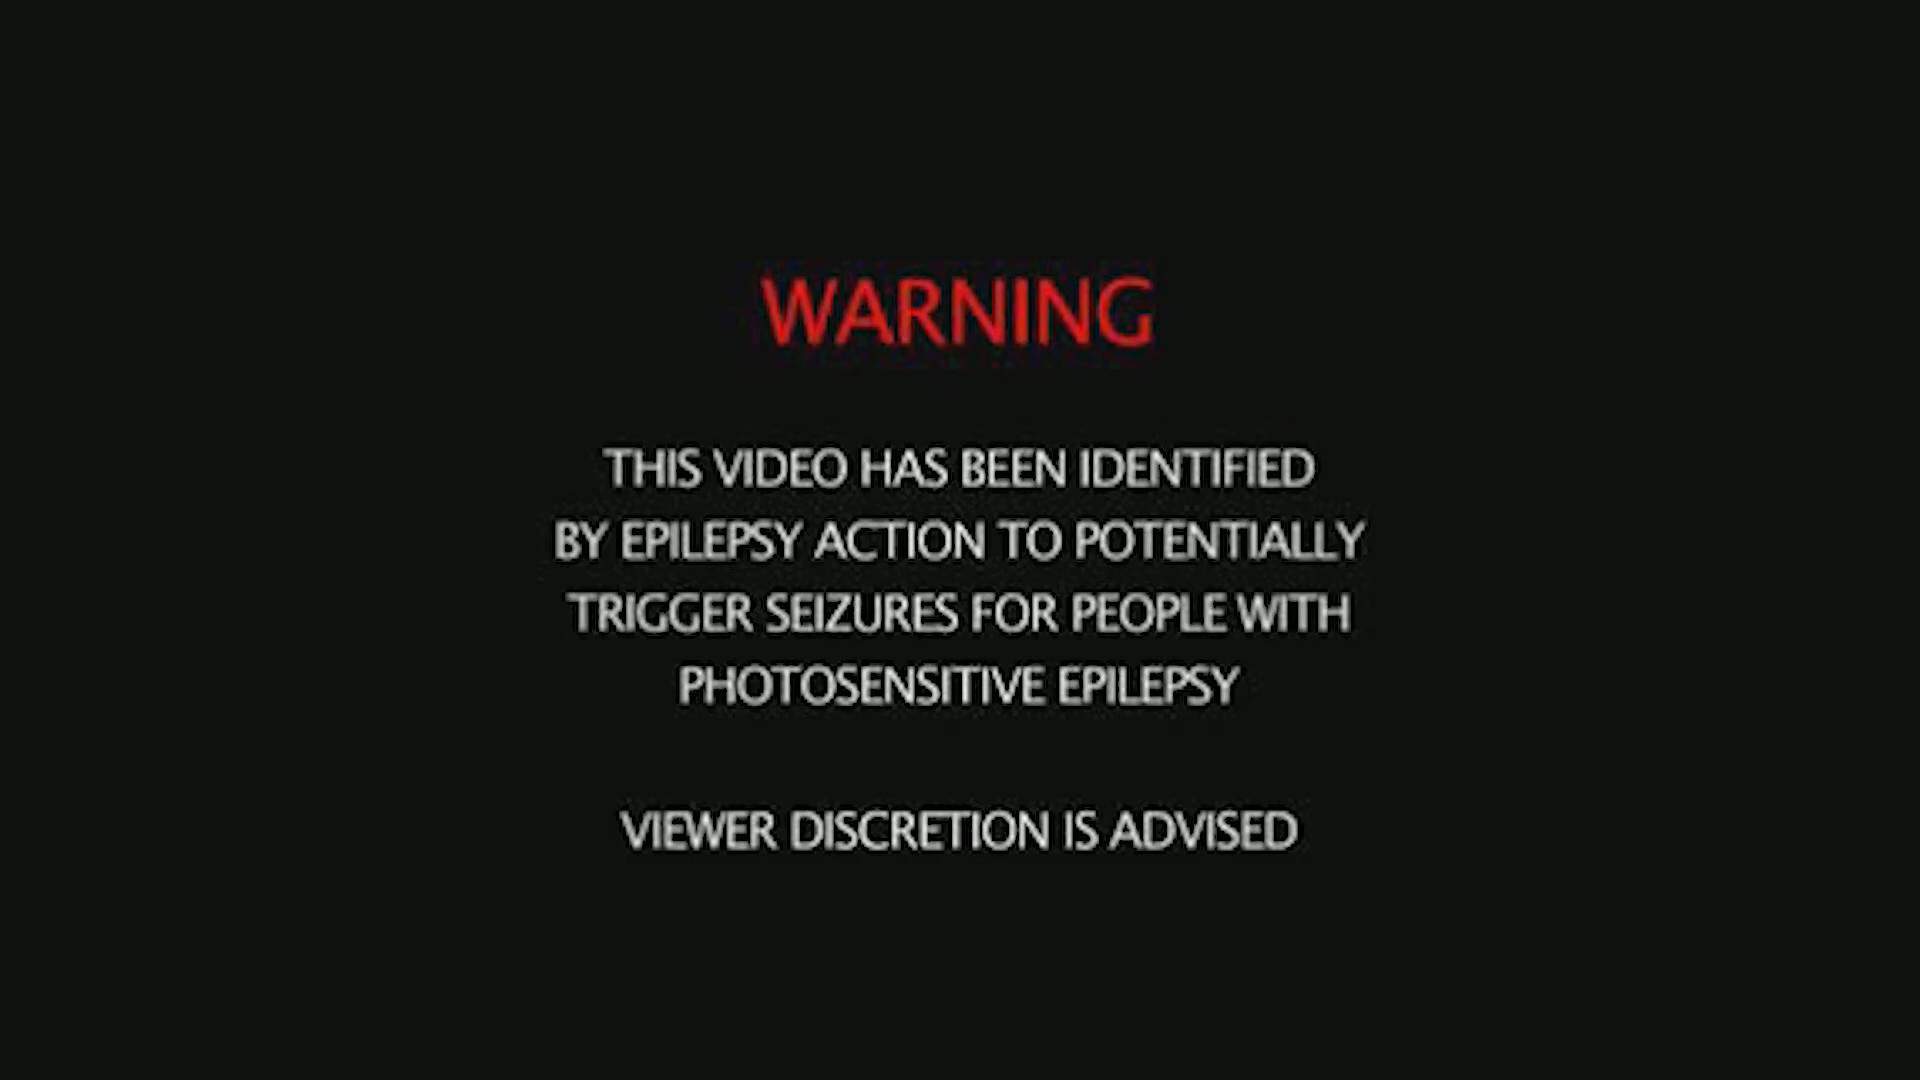 WARNING
THIS VIDEO HAS BEEN IDENTIFIED
BY EPILEPSY ACTION TO POTENTIALLY
TRIGGER SEIZURES FOR PEOPLE WITH
PHOTOSENSITIVE EPILEPSY
VIEWER DISCRETION IS ADVISED